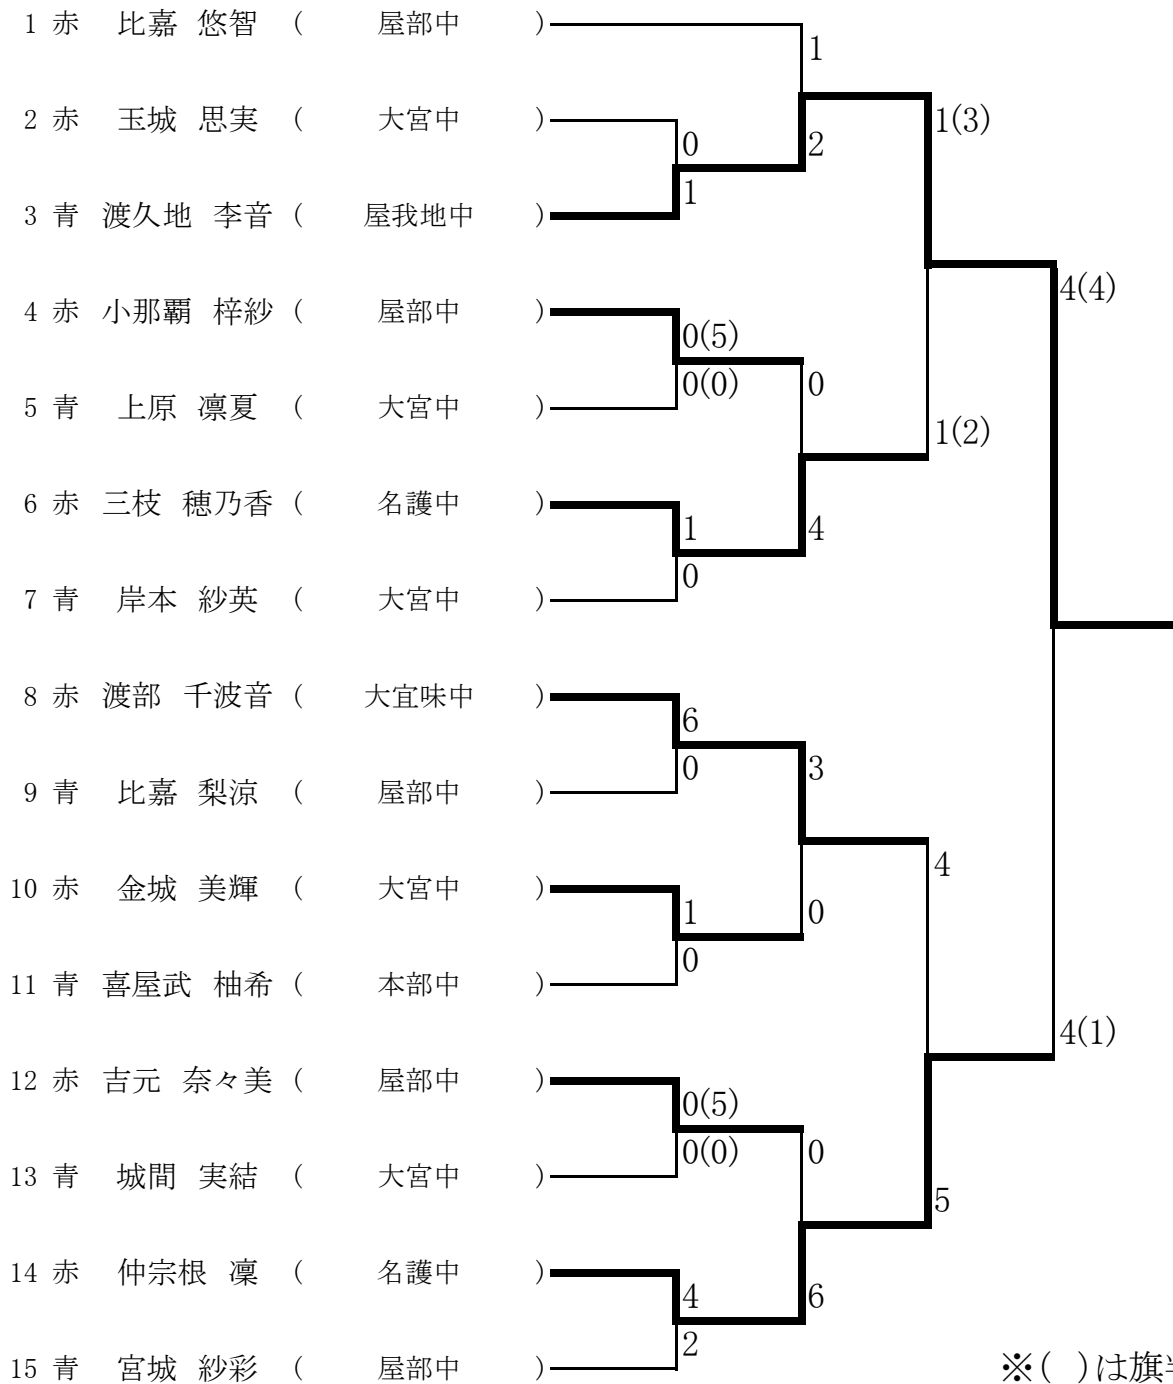 1 赤 比嘉 悠智 ( 屋部中 )
1
2 赤 玉城 思実 ( 大宮中 )
1(3)
0
2
1
3 青 渡久地 李音 ( 屋我地中 )
4(4)
4 赤 小那覇 梓紗 ( 屋部中 )
0(5)
0(0)
0
5 青 上原 凛夏 ( 大宮中 )
1(2)
6 赤 三枝 穂乃香 ( 名護中 )
1
4
0
7 青 岸本 紗英 ( 大宮中 )
8 赤 渡部 千波音 ( 大宜味中 )
6
0
3
9 青 比嘉 梨涼 ( 屋部中 )
4
10 赤 金城 美輝 ( 大宮中 )
1
0
0
11 青 喜屋武 柚希 ( 本部中 )
4(1)
12 赤 吉元 奈々美 ( 屋部中 )
0(5)
0(0)
0
13 青 城間 実結 ( 大宮中 )
5
14 赤 仲宗根 凜 ( 名護中 )
4
6
2
15 青 宮城 紗彩 ( 屋部中 )
※( )は旗